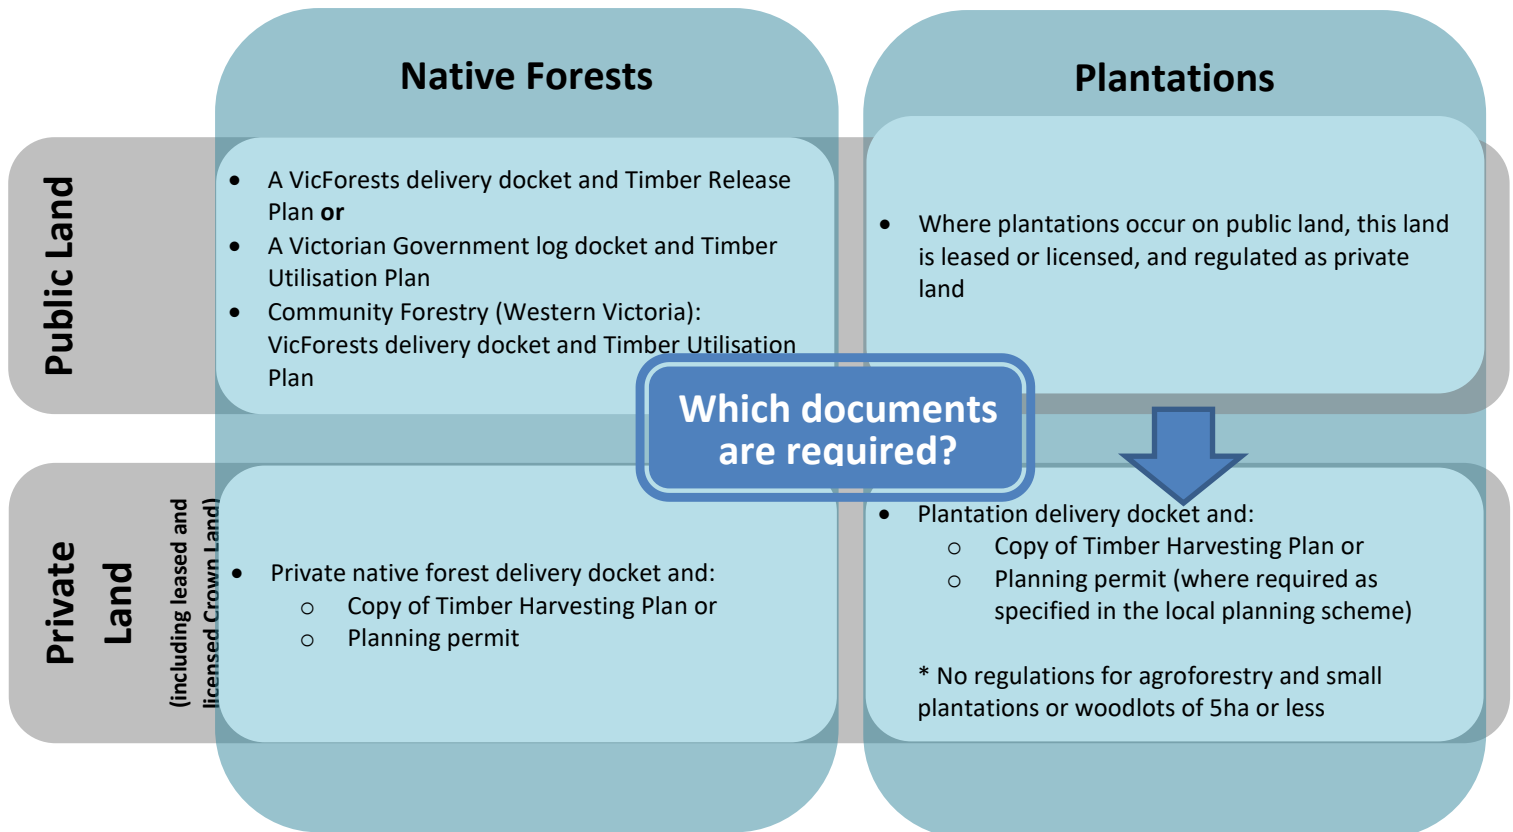 Native Forests
Plantations
Public Land
• A VicForests delivery docket and Timber Release
Plan or
• A Victorian Government log docket and Timber
Utilisation Plan
• Community Forestry (Western Victoria):
VicForests delivery docket and Timber Utilisation
Plan
• Where plantations occur on public land, this land
is leased or licensed, and regulated as private
land
Which documents
are required?
Private
Land
(including leased and
licensed Crown Land)
• Private native forest delivery docket and:
o Copy of Timber Harvesting Plan or
o Planning permit
• Plantation delivery docket and:
o Copy of Timber Harvesting Plan or
o Planning permit (where required as
specified in the local planning scheme)
* No regulations for agroforestry and small
plantations or woodlots of 5ha or less